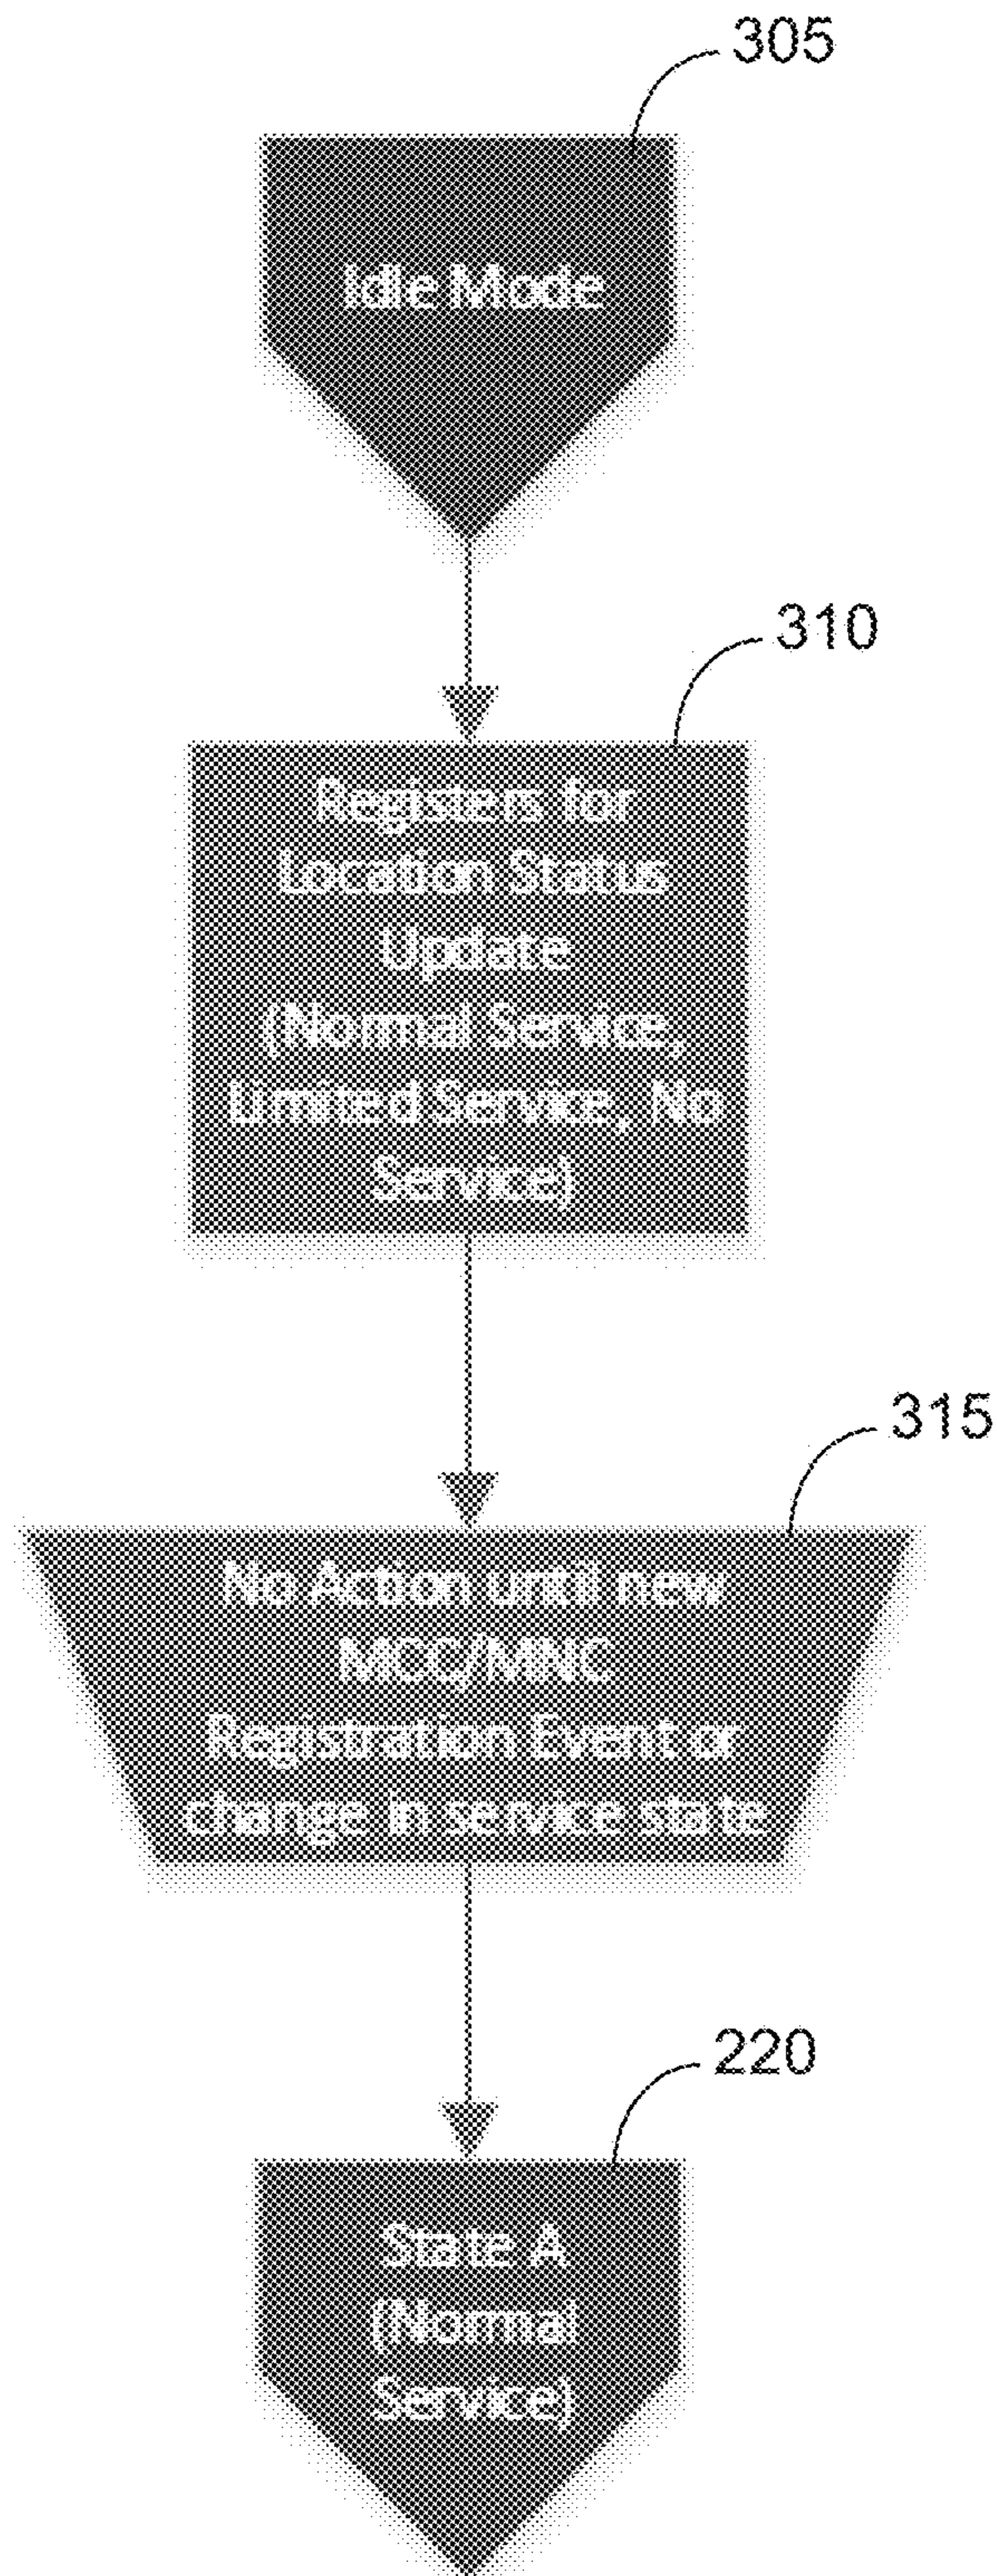 305
Idle Mode
310
Registers for
Location Status
Update
(Normal Service,
Limited Service, No
Service)
315
No Action until new
MCC/MNC
Registration Event or
change in service state
220
State A
(Normal
Service)